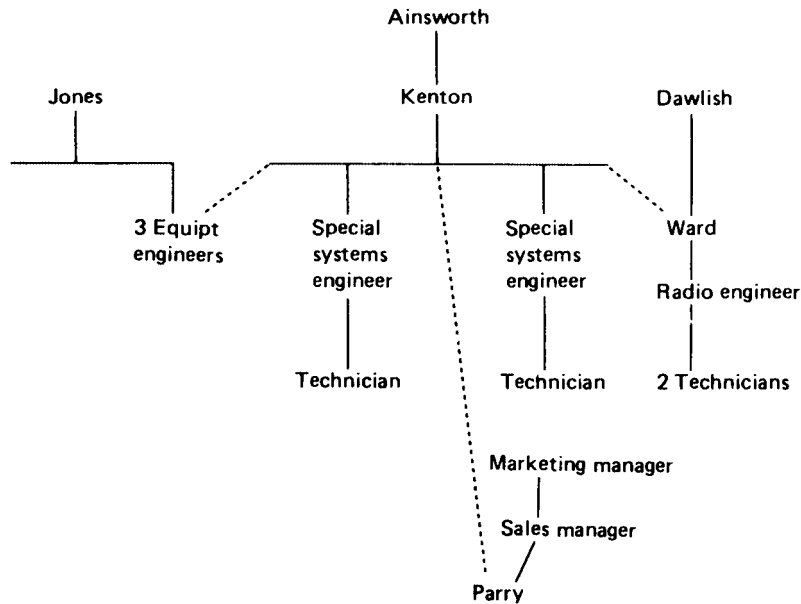 Ainsworth
Jones
Kenton
Dawlish
3 Equipt
engineers
Special
systems
engineer
Special
systems
engineer
Ward
Radio engineer
Technician
Technician
2 Technicians
Marketing manager
Sales manager
Parry